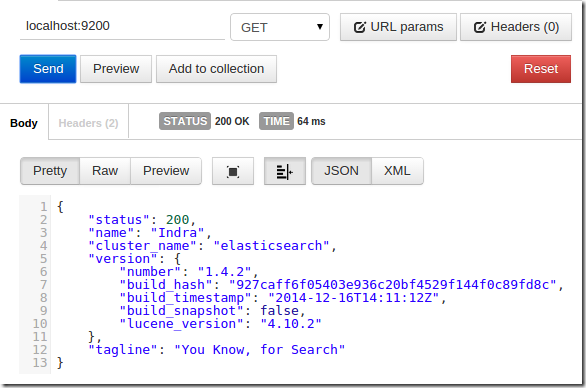 localhost:9200 GET URL params Headers (0)
Send Preview Add to collection Reset
Body Headers (2) STATUS 200 OK TIME 64 ms
Pretty Raw Preview JSON XML
1 {
2 "status": 200,
3 "name": "Indra",
4 "cluster_name": "elasticsearch",
5 "version": {
6 "number": "1.4.2",
7 "build_hash": "927caff6f05403e936c20bf4529f144f0c89fd8c",
8 "build_timestamp": "2014-12-16T14:11:12Z",
9 "build_snapshot": false,
10 "lucene_version": "4.10.2"
11 },
12 "tagline": "You Know, for Search"
13 }